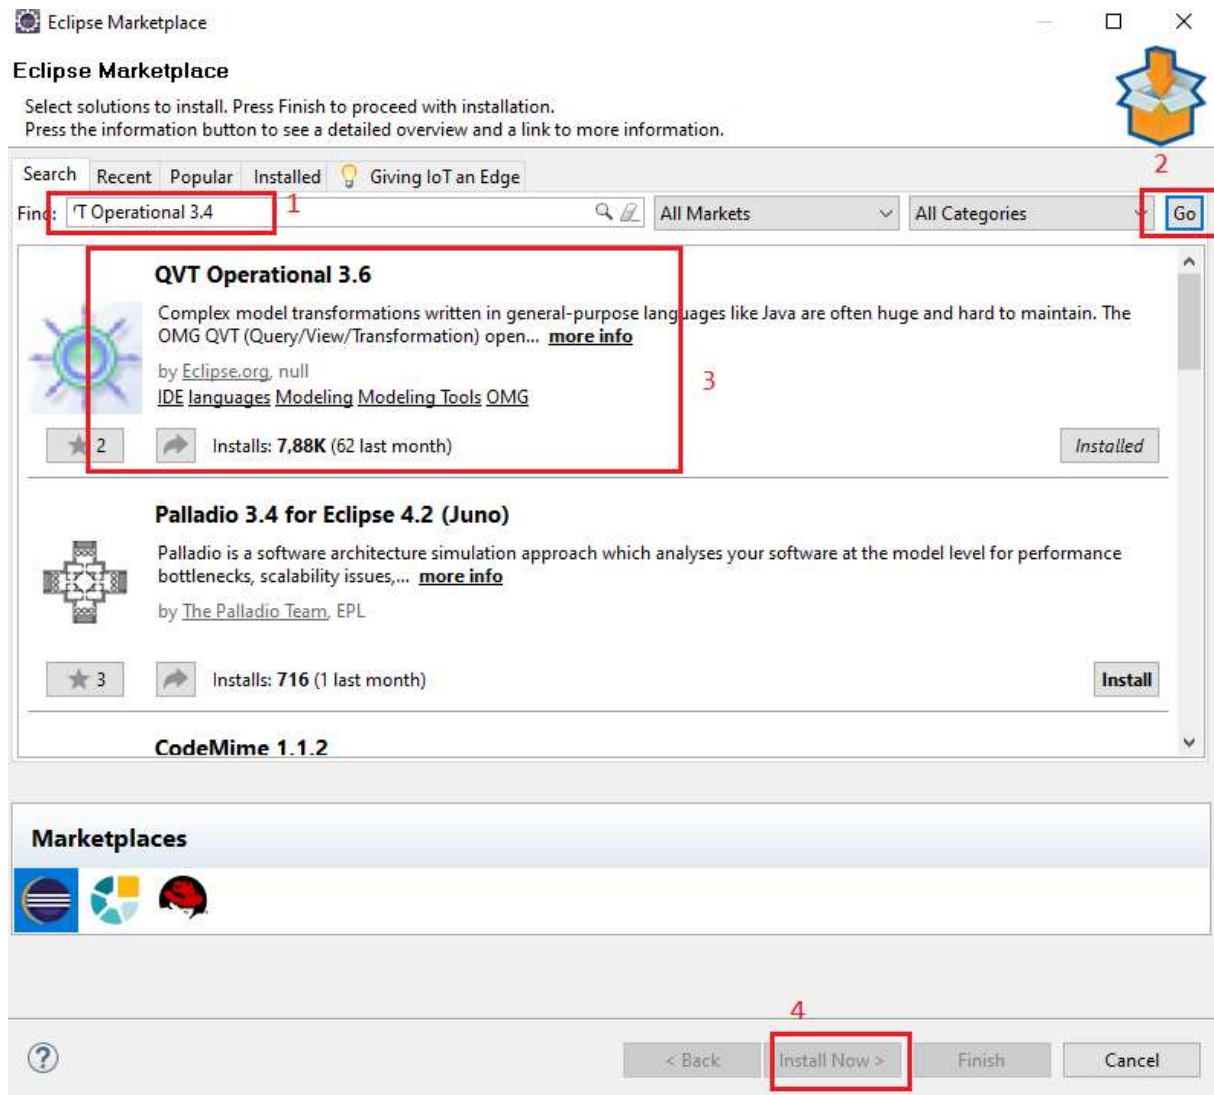 Eclipse Marketplace
Eclipse Marketplace
Select solutions to install. Press Finish to proceed with installation.
Press the information button to see a detailed overview and a link to more information.
2
Search Recent Popular Installed Giving IoT an Edge
Find: T Operational 3.4 1 All Markets All Categories Go
QVT Operational 3.6
Complex model transformations written in general-purpose languages like Java are often huge and hard to maintain. The
OMG QVT (Query/View/Transformation) open... more info
by Eclipse.org, null
3
IDE languages Modeling Modeling Tools OMG
2 Installs: 7,88K (62 last month) Installed
Palladio 3.4 for Eclipse 4.2 (Juno)
Palladio is a software architecture simulation approach which analyses your software at the model level for performance
bottlenecks, scalability issues,... more info
by The Palladio Team, EPL
3 Installs: 716 (1 last month) Install
CodeMime 1.1.2
Marketplaces
4
? < Back Install Now > Finish Cancel